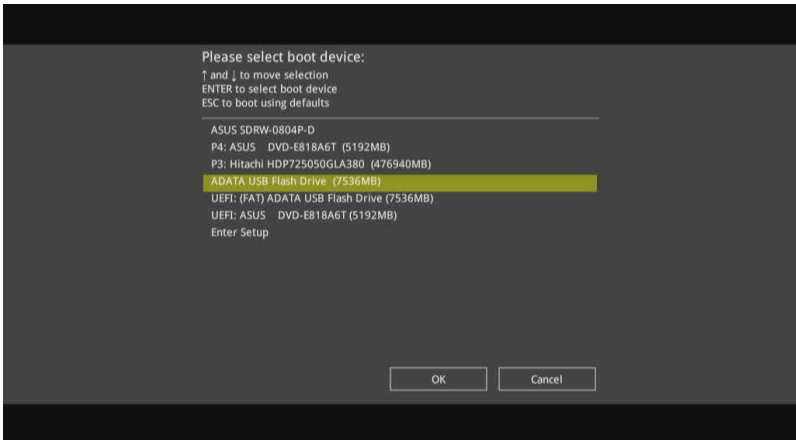 Please select boot device:
↑ and ↓ to move selection
ENTER to select boot device
ESC to boot using defaults
ASUS SDRW-0804P-D
P4: ASUS DVD-E818A6T (5192MB)
P3: Hitachi HDP725050GLA380 (476940MB)
ADATA USB Flash Drive (7536MB)
UEFI: (FAT) ADATA USB Flash Drive (7536MB)
UEFI: ASUS DVD-E818A6T (5192MB)
Enter Setup
OK Cancel